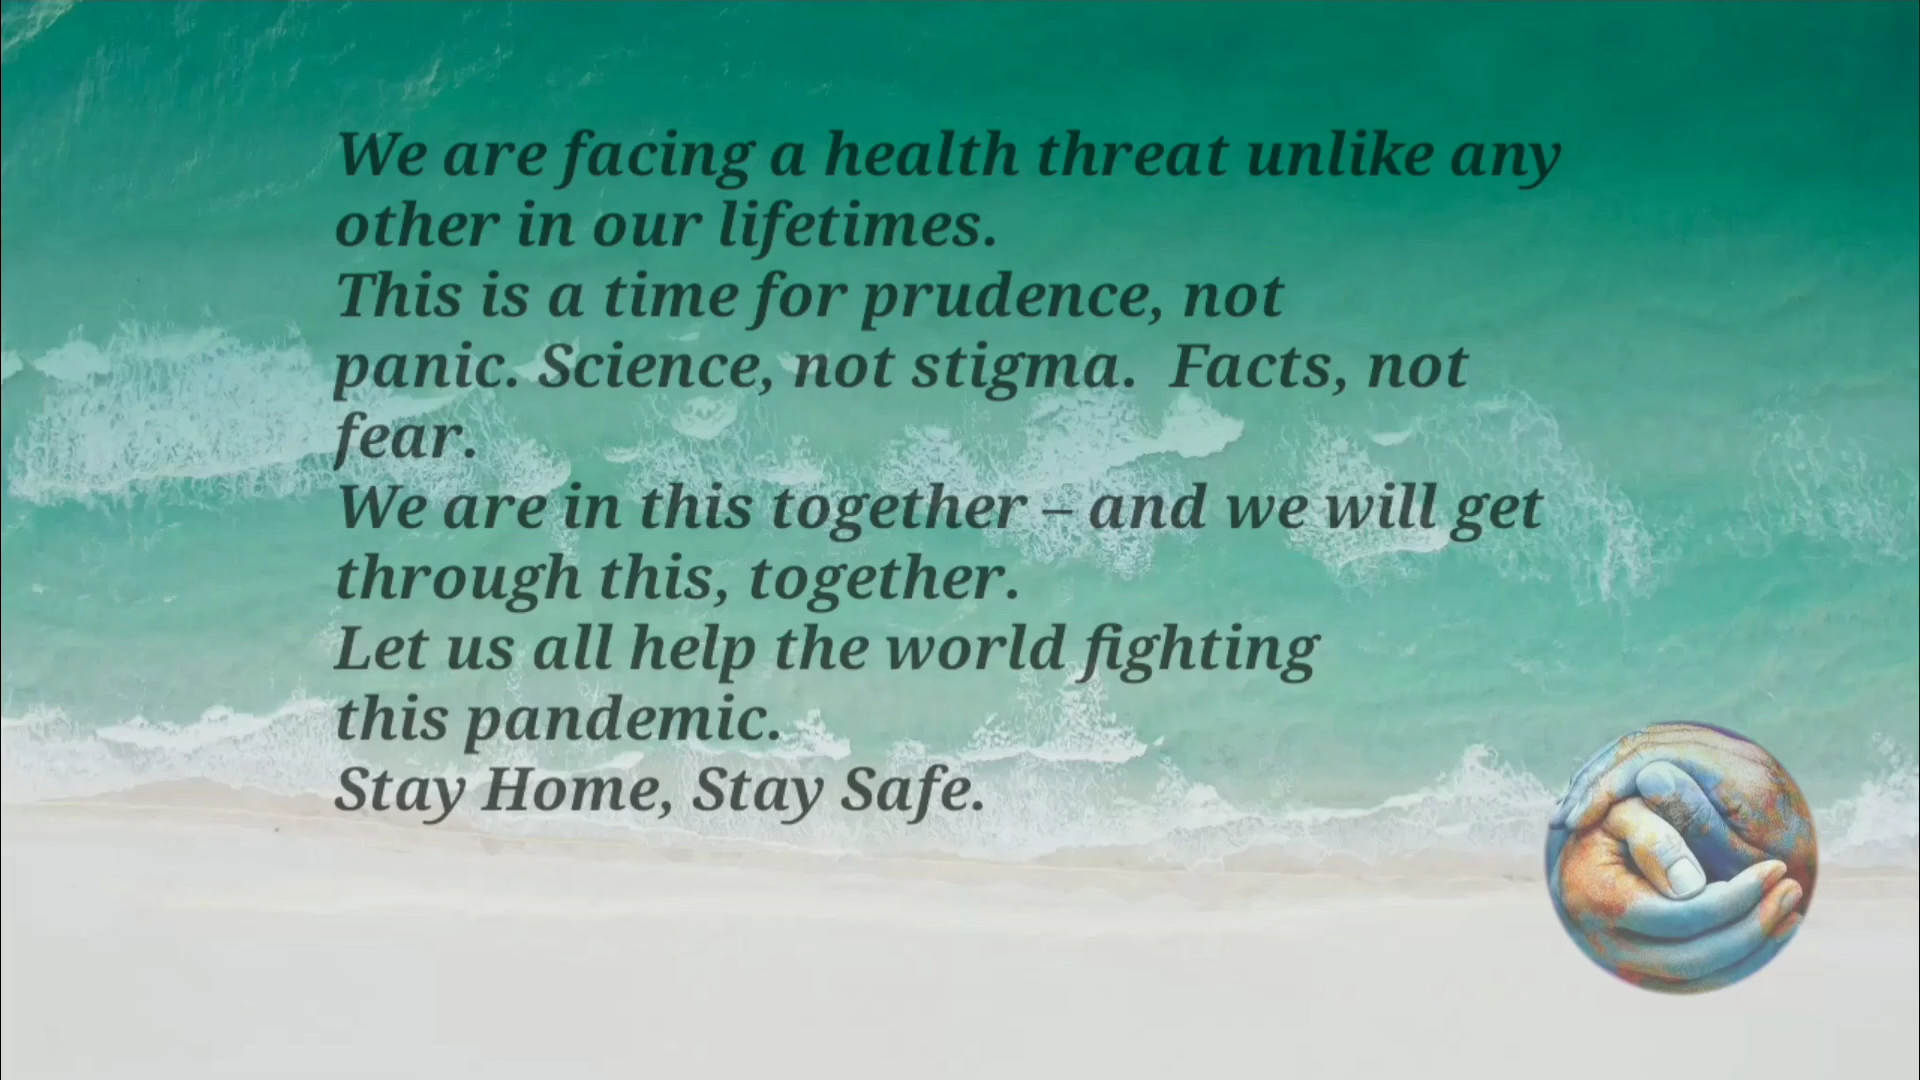 We are facing a health threat unlike any
other in our lifetimes.
This is a time for prudence, not
panic. Science, not stigma.  Facts, not
fear.
We are in this together – and we will get
through this, together.
Let us all help the world fighting
this pandemic.
Stay Home, Stay Safe.